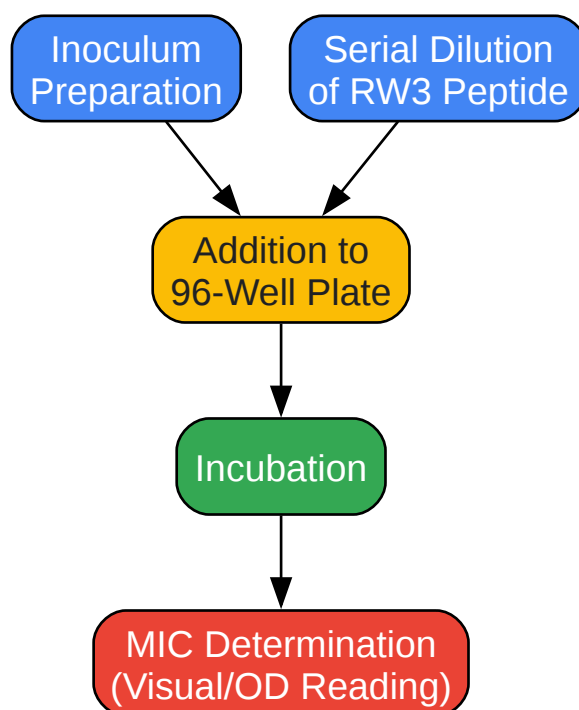 Inoculum
Preparation
Serial Dilution
of RW3 Peptide
Addition to
96-Well Plate
Incubation
MIC Determination
(Visual/OD Reading)